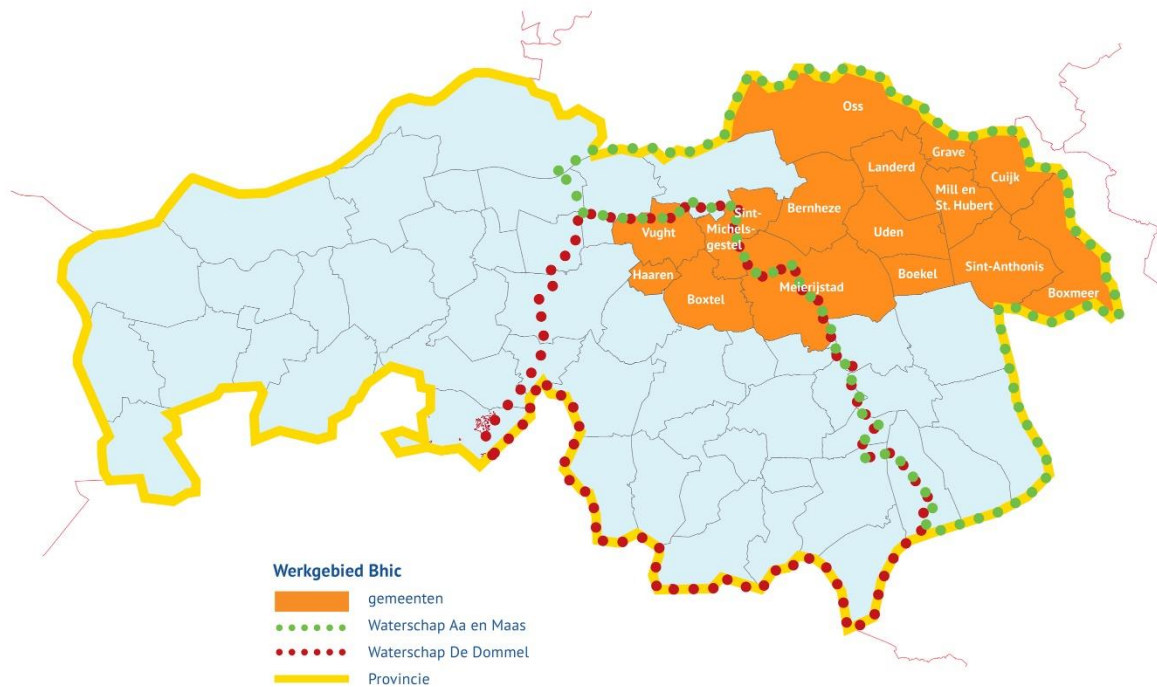 Oss
Grave
Landerd
Cuijk
Mill en
St. Hubert
Bernheze
Sint-
Michels-
gestel
Vught
Uden
Haaren
Boxtel
Meierijstad
Boekel
Sint-Anthonis
Boxmeer
Werkgebied Bhic
gemeenten
Waterschap Aa en Maas
Waterschap De Dommel
Provincie